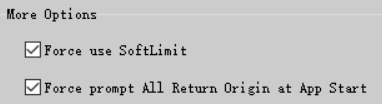 More Options
Force use SoftLimit
Force prompt All Return Origin at App Start